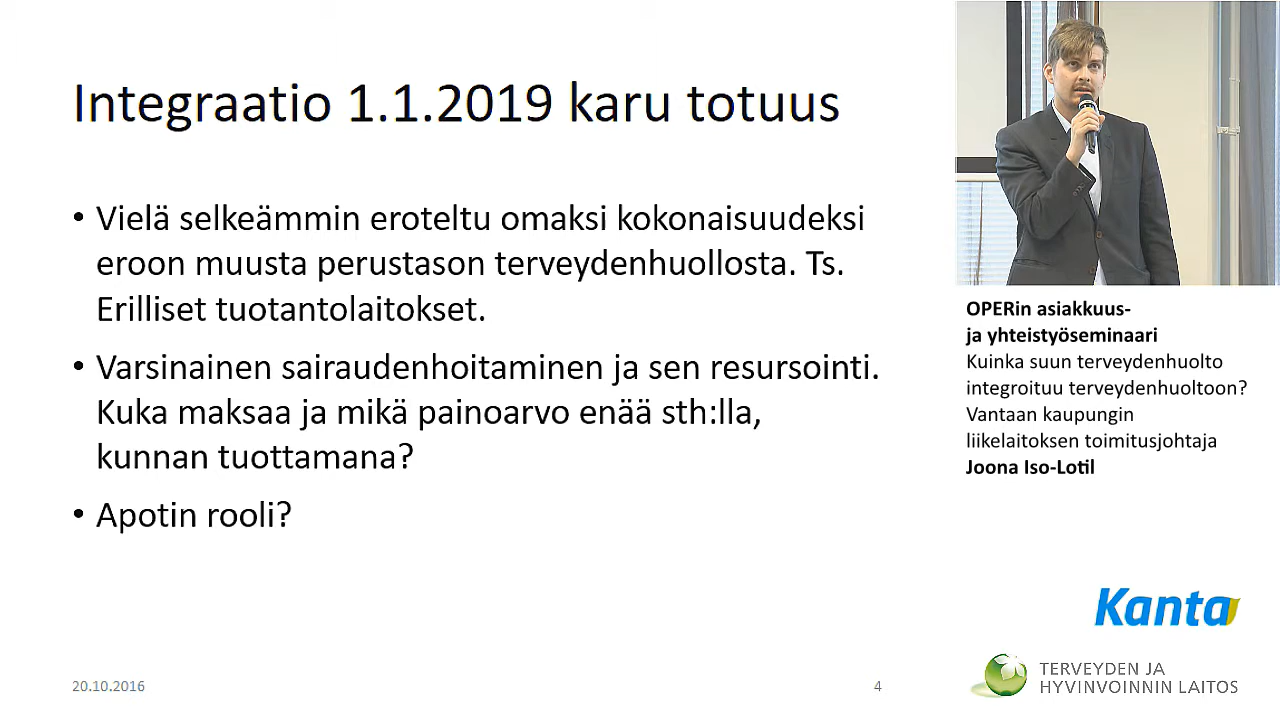 Integraatio 1.1.2019 karu totuus
• Vielä selkeämmin eroteltu omaksi kokonaisuudeksi
eroon muusta perustason terveydenhuollosta. Ts.
Erilliset tuotantolaitokset.
• Varsinainen sairaudenhoitaminen ja sen resursointi.
Kuka maksaa ja mikä painoarvo enää sth:lla,
kunnan tuottamana?
• Apotin rooli?
20.10.2016
4
OPERin asiakkuus-
ja yhteistyöseminaari
Kuinka suun terveydenhuolto
integroituu terveydenhuoltoon?
Vantaan kaupungin
liikelaitoksen toimitusjohtaja
Joona Iso-Lotil
Kanta
TERVEYDEN JA
HYVINVOINNIN LAITOS